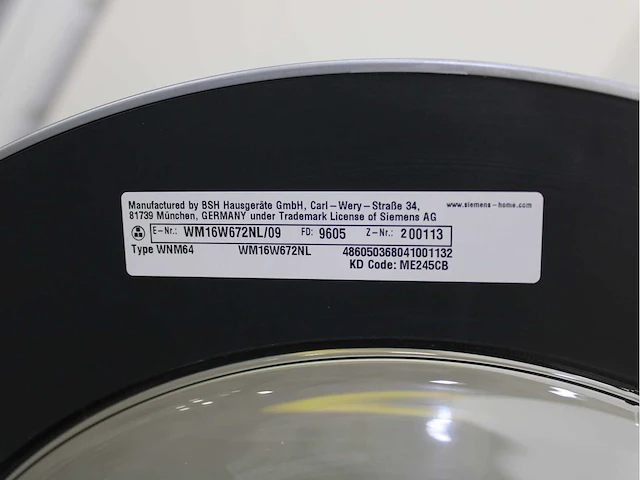 Manufactured by BSH Hausgeräte GmbH, Carl-Wery-Straße 34,
www.siemens-home.com
81739 München, GERMANY under Trademark License of Siemens AG
E-Nr.: WM16W672NL/09 FD: 9605 Z-Nr.: 200113
Type WNM64 WM16W672NL 486050368041001132
KD Code: ME245CB